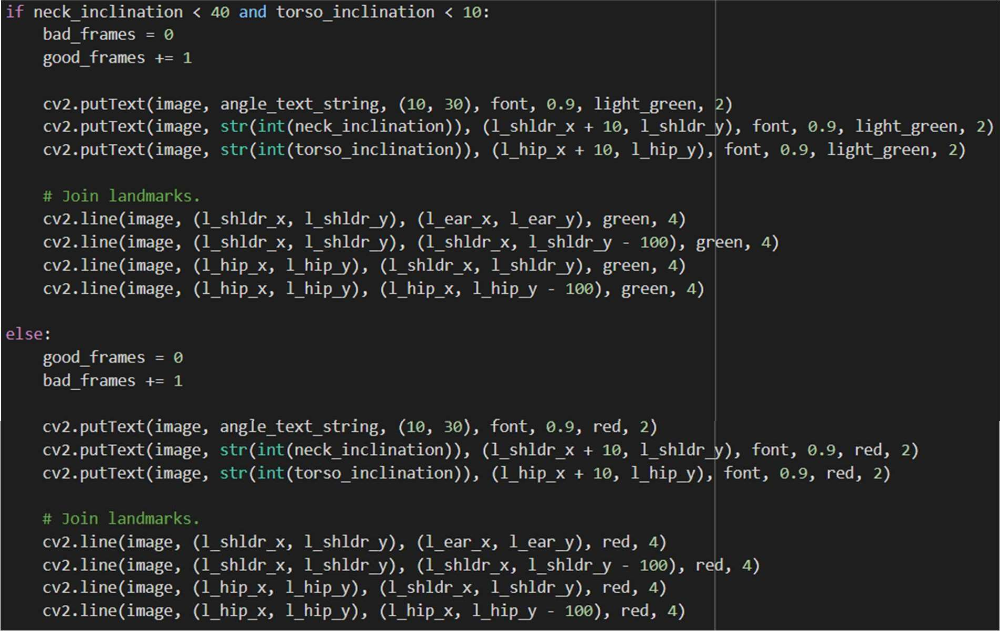 if neck_inclination < 40 and torso_inclination < 10:
    bad_frames = 0
    good_frames += 1

    cv2.putText(image, angle_text_string, (10, 30), font, 0.9, light_green, 2)
    cv2.putText(image, str(int(neck_inclination)), (l_shldr_x + 10, l_shldr_y), font, 0.9, light_green, 2)
    cv2.putText(image, str(int(torso_inclination)), (l_hip_x + 10, l_hip_y), font, 0.9, light_green, 2)

    # Join landmarks.
    cv2.line(image, (l_shldr_x, l_shldr_y), (l_ear_x, l_ear_y), green, 4)
    cv2.line(image, (l_shldr_x, l_shldr_y), (l_shldr_x, l_shldr_y - 100), green, 4)
    cv2.line(image, (l_hip_x, l_hip_y), (l_shldr_x, l_shldr_y), green, 4)
    cv2.line(image, (l_hip_x, l_hip_y), (l_hip_x, l_hip_y - 100), green, 4)

else:
    good_frames = 0
    bad_frames += 1

    cv2.putText(image, angle_text_string, (10, 30), font, 0.9, red, 2)
    cv2.putText(image, str(int(neck_inclination)), (l_shldr_x + 10, l_shldr_y), font, 0.9, red, 2)
    cv2.putText(image, str(int(torso_inclination)), (l_hip_x + 10, l_hip_y), font, 0.9, red, 2)

    # Join landmarks.
    cv2.line(image, (l_shldr_x, l_shldr_y), (l_ear_x, l_ear_y), red, 4)
    cv2.line(image, (l_shldr_x, l_shldr_y), (l_shldr_x, l_shldr_y - 100), red, 4)
    cv2.line(image, (l_hip_x, l_hip_y), (l_shldr_x, l_shldr_y), red, 4)
    cv2.line(image, (l_hip_x, l_hip_y), (l_hip_x, l_hip_y - 100), red, 4)